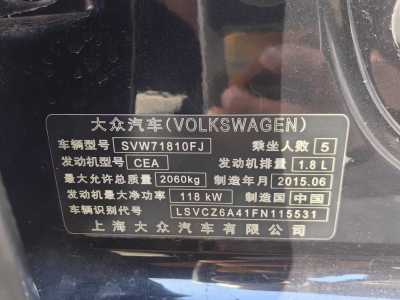 大众汽车(VOLKSWAGEN)
车辆型号 SVW71810FJ 乘坐人数 5
发动机型号 CEA 发动机排量 1.8 L
最大允许总质量 2060kg 制造年月 2015.06
发动机最大净功率 118 kW 制造国 中国
车辆识别代号 LSVCZ6A41FN115531
上海大众汽车有限公司